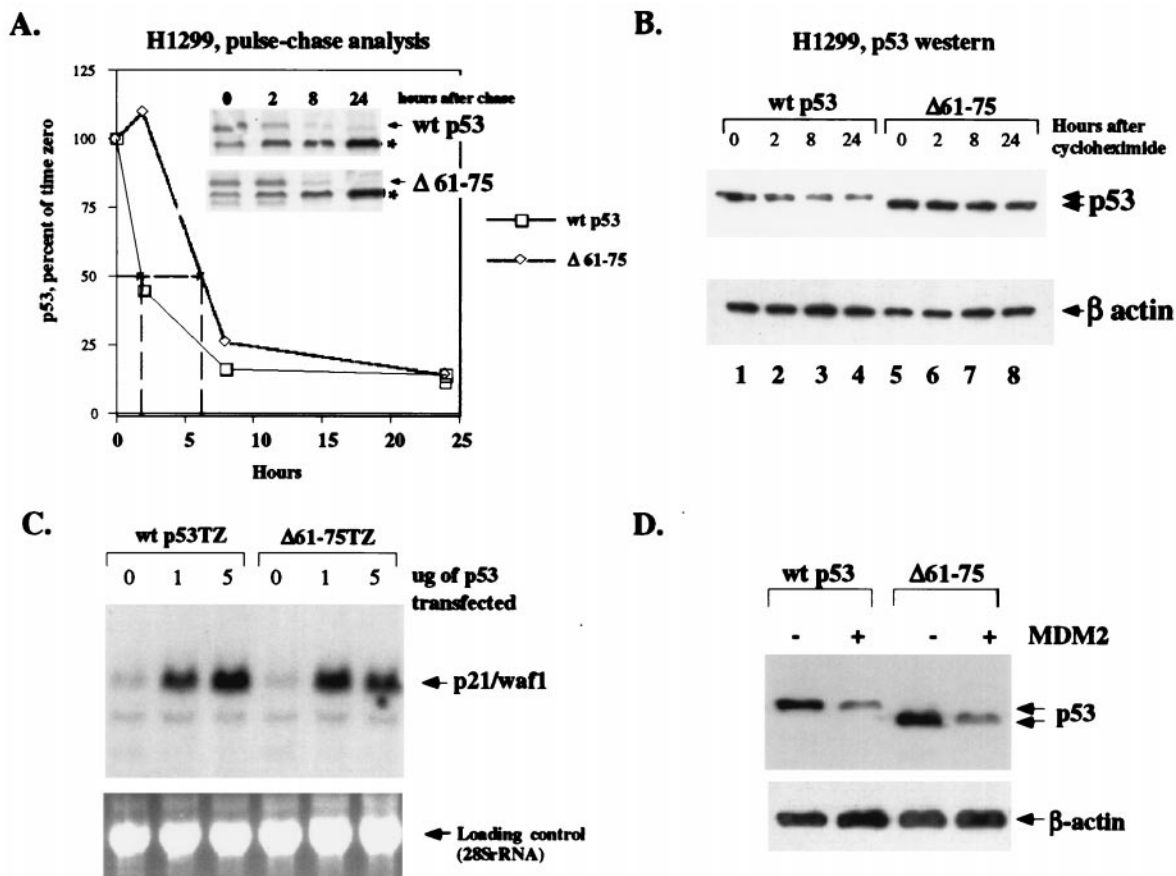 A.
H1299, pulse-chase analysis
p53, percent of time zero
125
100
75
50
25
0
0 5 10 15 20 25
Hours
0 2 8 24 hours after chase
wt p53
*
Δ 61-75
*
wt p53
Δ 61-75
B.
H1299, p53 western
wt p53 Δ61-75
0 2 8 24 0 2 8 24 Hours after
cycloheximide
p53
β actin
1 2 3 4 5 6 7 8
C.
wt p53TZ Δ61-75TZ
0 1 5 0 1 5 ug of p53
transfected
p21/waf1
Loading control
(28SrRNA)
D.
wt p53 Δ61-75
- + - + MDM2
p53
β-actin